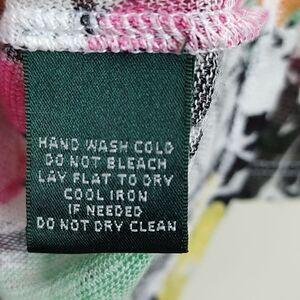 HAND WASH COLD
DO NOT BLEACH
LAY FLAT TO DRY
COOL IRON
IF NEEDED
DO NOT DRY CLEAN